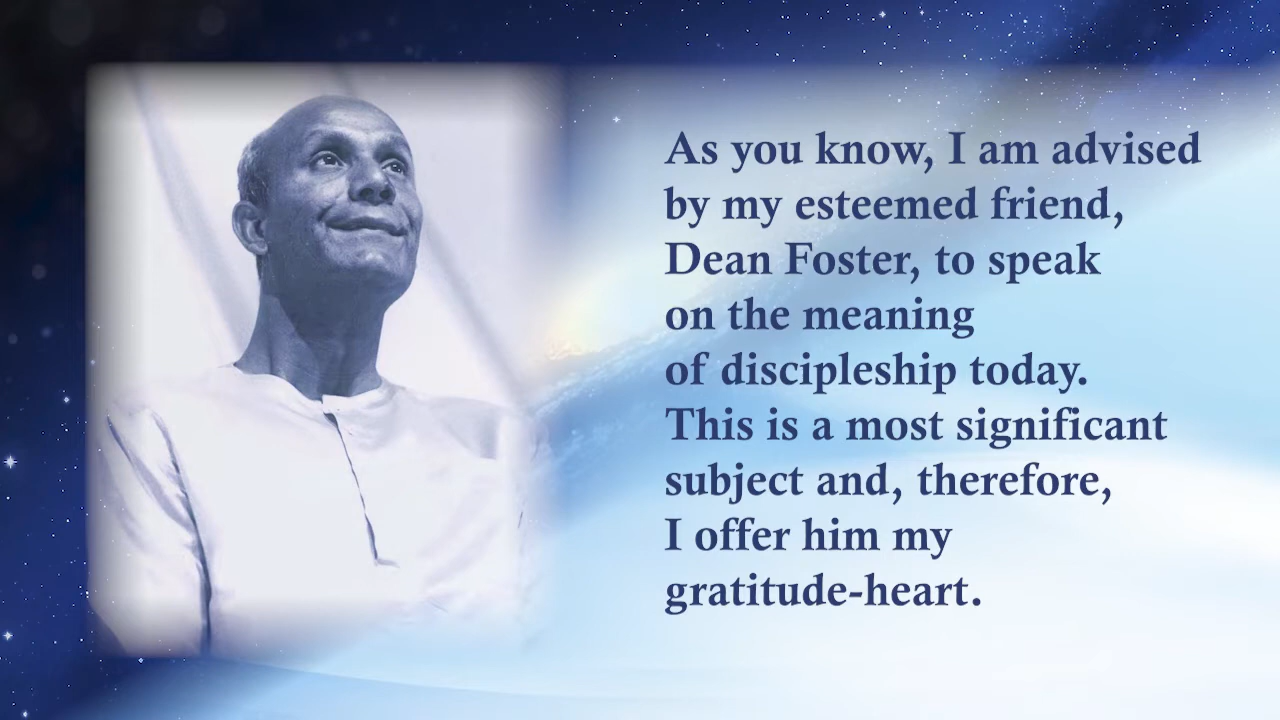 As you know, I am advised
by my esteemed friend,
Dean Foster, to speak
on the meaning
of discipleship today.
This is a most significant
subject and, therefore,
I offer him my
gratitude-heart.